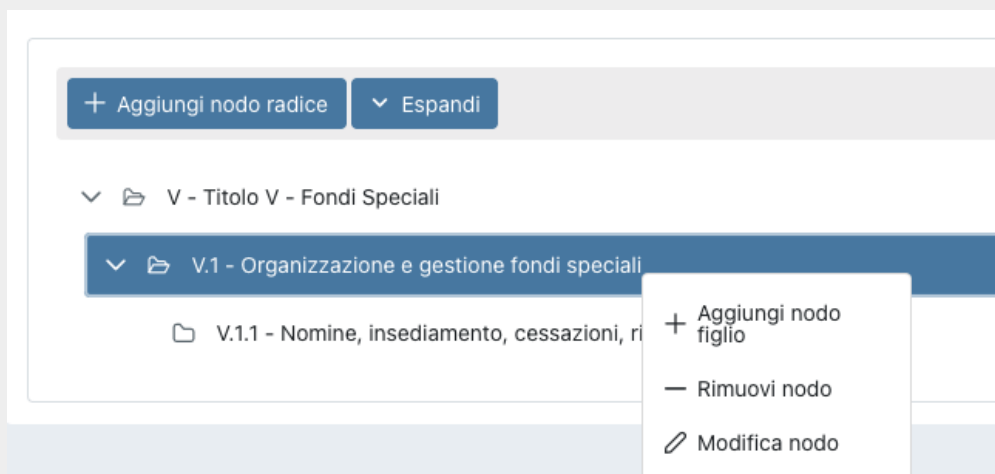 Aggiungi nodo radice Espandi
V - Titolo V - Fondi Speciali
V.1 - Organizzazione e gestione fondi speciali
Aggiungi nodo
figlio
V.1.1 - Nomine, insediamento, cessazioni,
Rimuovi nodo
Modifica nodo